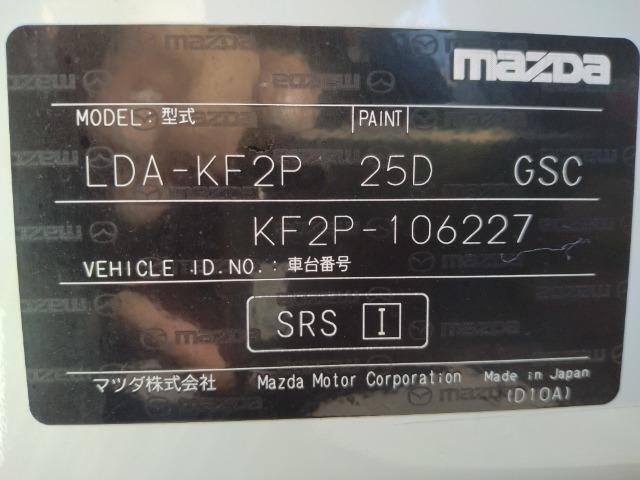 mazda
MODEL: 型式 PAINT
LDA-KF2P 25D GSC
KF2P-106227
VEHICLE ID.NO.: 車台番号
SRS I
マツダ株式会社 Mazda Motor Corporation Made in Japan
(D10A)